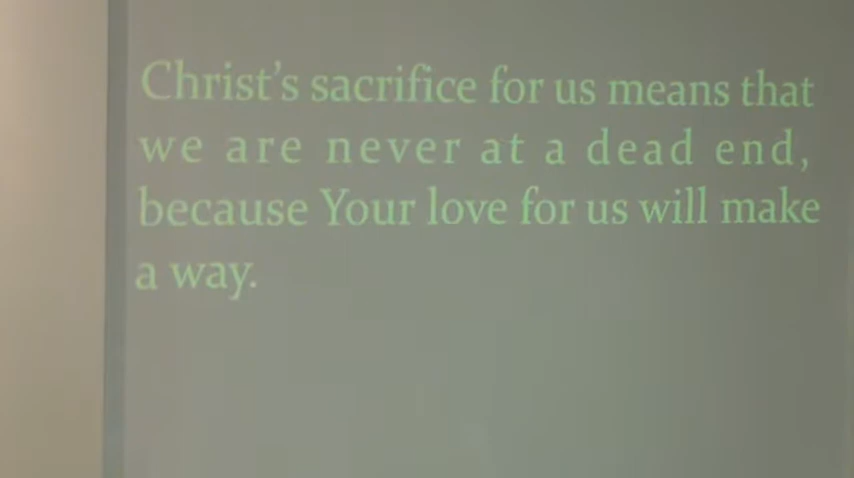 Christ’s sacrifice for us means that
we are never at a dead end,
because Your love for us will make
a way.